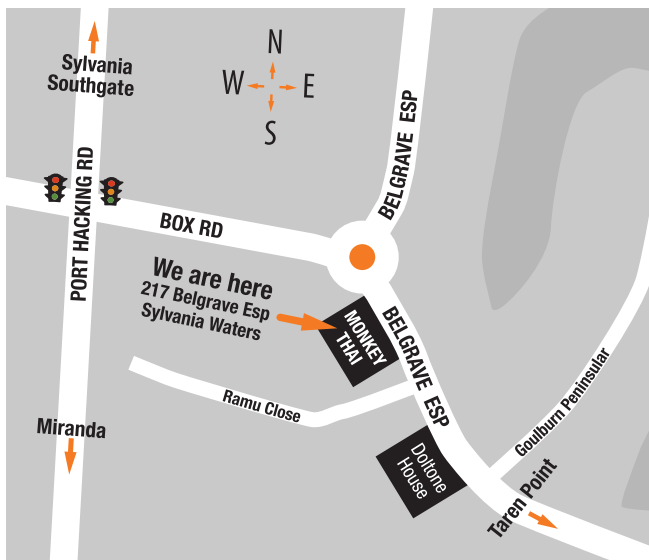 Sylvania
Southgate
N
W E
S
BELGRAVE ESP
PORT HACKING RD
BOX RD
We are here
217 Belgrave Esp
Sylvania Waters
MONKEY
THAI
BELGRAVE ESP
Ramu Close
Goulburn Peninsular
Miranda
Doltone
House
Taren Point